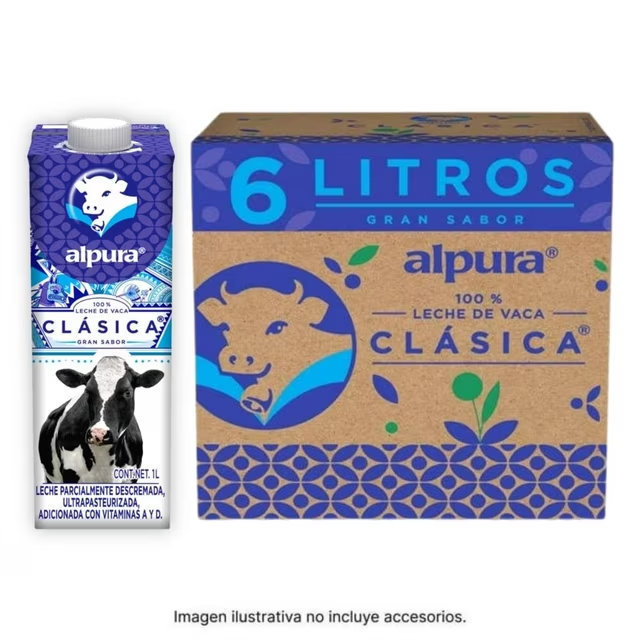 alpura®
100 %
LECHE DE VACA
CLÁSICA®
GRAN SABOR
CONT. NET. 1L
LECHE PARCIALMENTE DESCREMADA,
ULTRAPASTEURIZADA,
ADICIONADA CON VITAMINAS A Y D.
CLÁSICA
6 LITROS
GRAN SABOR
alpura®
100 %
LECHE DE VACA
CLÁSICA®
Imagen ilustrativa no incluye accesorios.